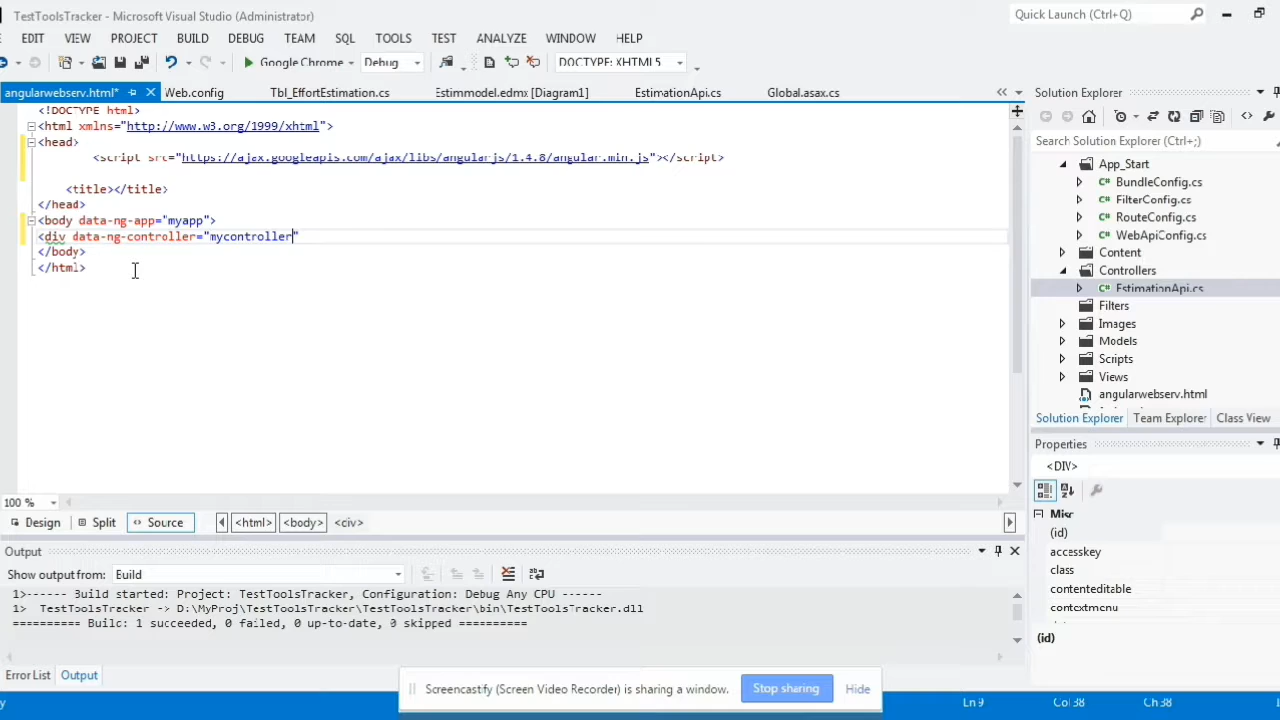 TestToolsTracker - Microsoft Visual Studio (Administrator)
Quick Launch (Ctrl+Q)
EDIT VIEW PROJECT BUILD DEBUG TEAM SQL TOOLS TEST ANALYZE WINDOW HELP
Google Chrome Debug DOCTYPE: XHTML5
angularwebserv.html* Web.config Tbl_EffortEstimation.cs Estimmodel.edmx [Diagram1] EstimationApi.cs Global.asax.cs
<!DOCTYPE html>
<html xmlns="http://www.w3.org/1999/xhtml">
<head>
<script src="https://ajax.googleapis.com/ajax/libs/angularjs/1.4.8/angular.min.js"></script>
<title></title>
</head>
<body data-ng-app="myapp">
<div data-ng-controller="mycontroller"
</body>
</html>
100 %
Design Split Source <html> <body> <div>
Output
Show output from: Build
1>------ Build started: Project: TestToolsTracker, Configuration: Debug Any CPU ------
1> TestToolsTracker -> D:\MyProj\TestToolsTracker\TestToolsTracker\bin\TestToolsTracker.dll
========== Build: 1 succeeded, 0 failed, 0 up-to-date, 0 skipped ==========
Error List Output
Solution Explorer
Search Solution Explorer (Ctrl+;)
App_Start
C# BundleConfig.cs
C# FilterConfig.cs
C# RouteConfig.cs
C# WebApiConfig.cs
Content
Controllers
C# EstimationApi.cs
Filters
Images
Models
Scripts
Views
angularwebserv.html
Solution Explorer Team Explorer Class View
Properties
<DIV>
Misc
(id)
accesskey
class
contenteditable
contextmenu
(id)
Screencastify (Screen Video Recorder) is sharing a window. Stop sharing Hide
Ln 9 Col 38 Ch 38